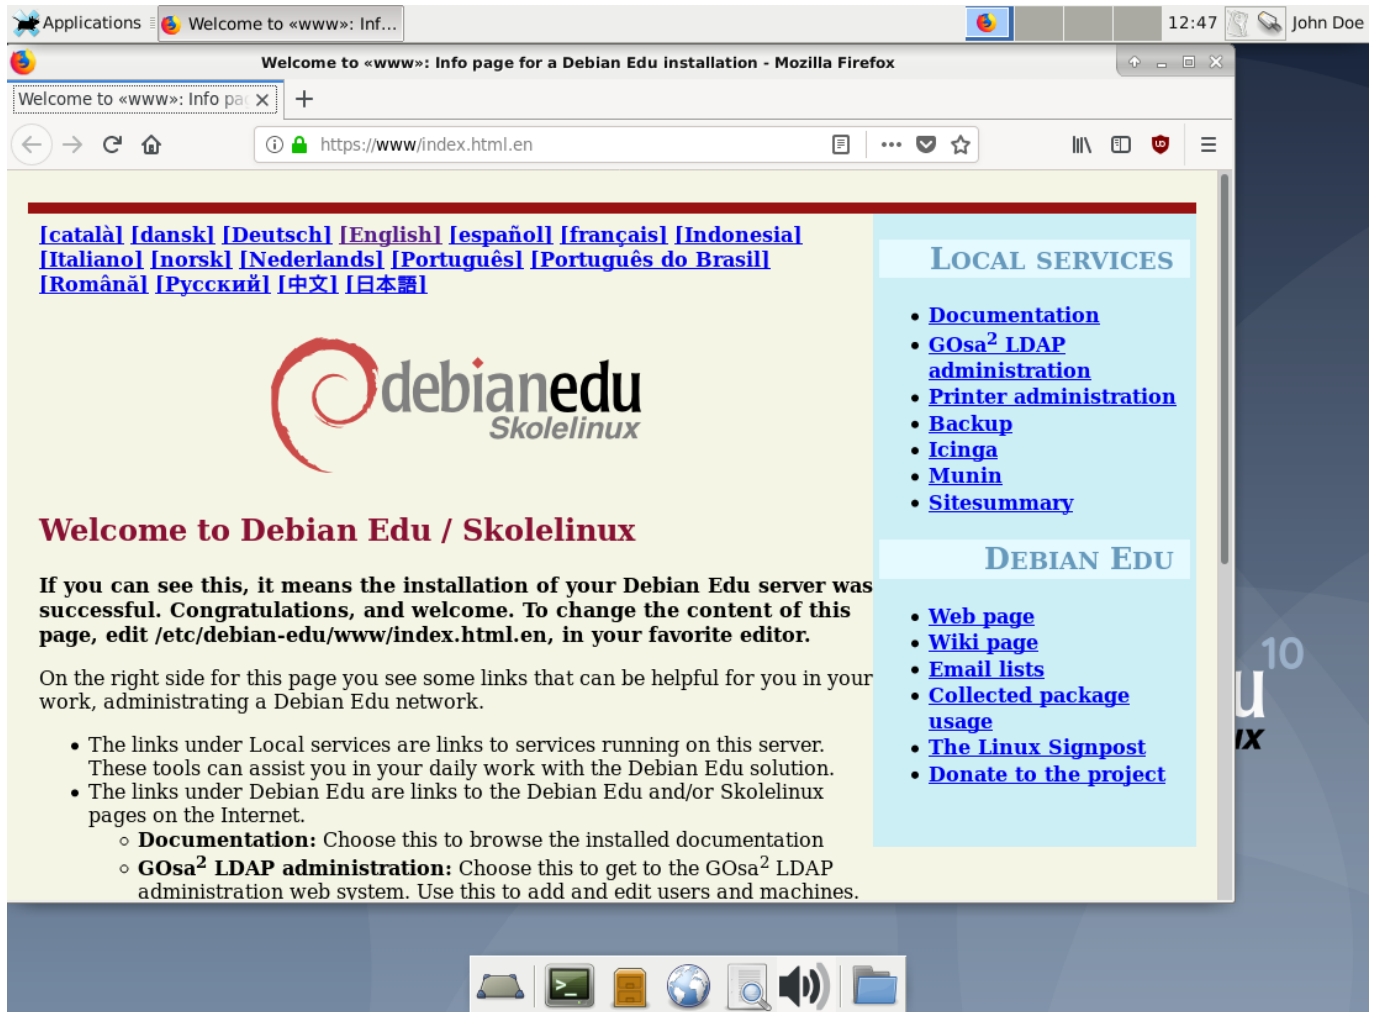 Applications
Welcome to «www»: Inf...
12:47
John Doe
Welcome to «www»: Info page for a Debian Edu installation - Mozilla Firefox
Welcome to «www»: Info pag
https://www/index.html.en
[català] [dansk] [Deutsch] [English] [español] [français] [Indonesia]
[Italiano] [norsk] [Nederlands] [Português] [Português do Brasil]
[Română] [Русский] [中文] [日本語]
debianedu
Skolelinux
Welcome to Debian Edu / Skolelinux
If you can see this, it means the installation of your Debian Edu server was
successful. Congratulations, and welcome. To change the content of this
page, edit /etc/debian-edu/www/index.html.en, in your favorite editor.
On the right side for this page you see some links that can be helpful for you in your
work, administrating a Debian Edu network.
The links under Local services are links to services running on this server.
These tools can assist you in your daily work with the Debian Edu solution.
The links under Debian Edu are links to the Debian Edu and/or Skolelinux
pages on the Internet.
Documentation: Choose this to browse the installed documentation
GOsa² LDAP administration: Choose this to get to the GOsa² LDAP
administration web system. Use this to add and edit users and machines.
Local services
Documentation
GOsa² LDAP
administration
Printer administration
Backup
Icinga
Munin
Sitesummary
Debian Edu
Web page
Wiki page
Email lists
Collected package
usage
The Linux Signpost
Donate to the project
10
u
ux